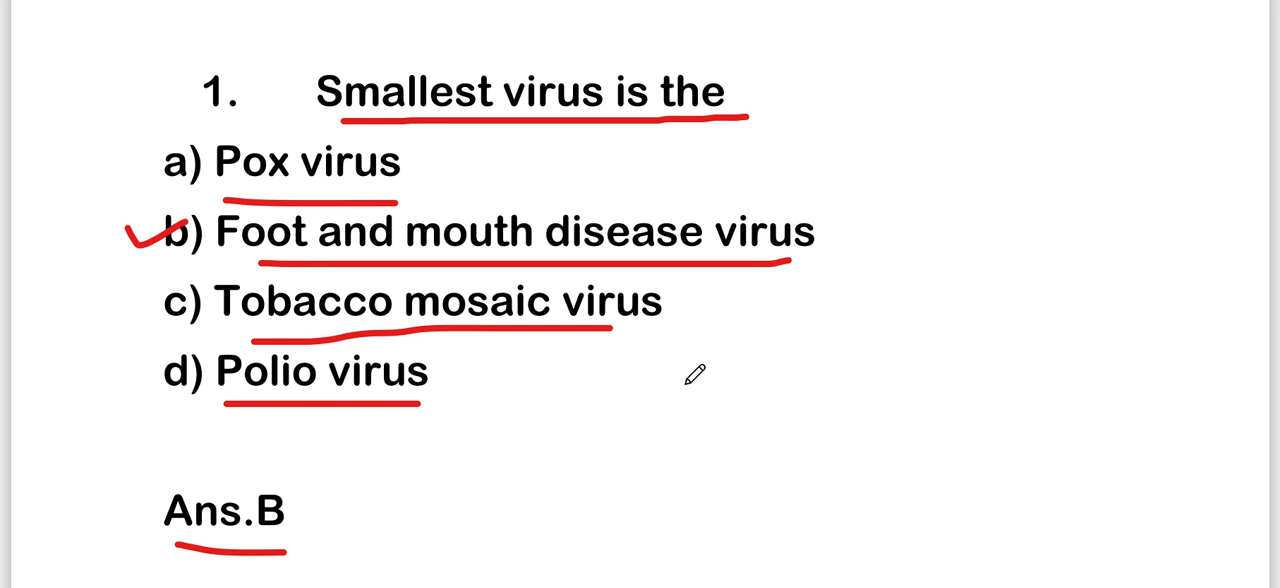 1. Smallest virus is the
a) Pox virus
b) Foot and mouth disease virus
c) Tobacco mosaic virus
d) Polio virus
Ans.B